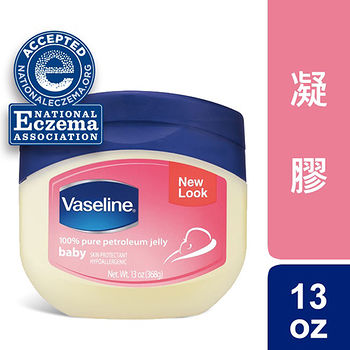 ACCEPTED
NATIONALECZEMA.ORG
NATIONAL
Eczema
ASSOCIATION
凝
膠
New
Look
Vaseline
100% pure petroleum jelly
baby
SKIN PROTECTANT
HYPOALLERGENIC
Net. Wt. 13 oz (368g)
13
oz